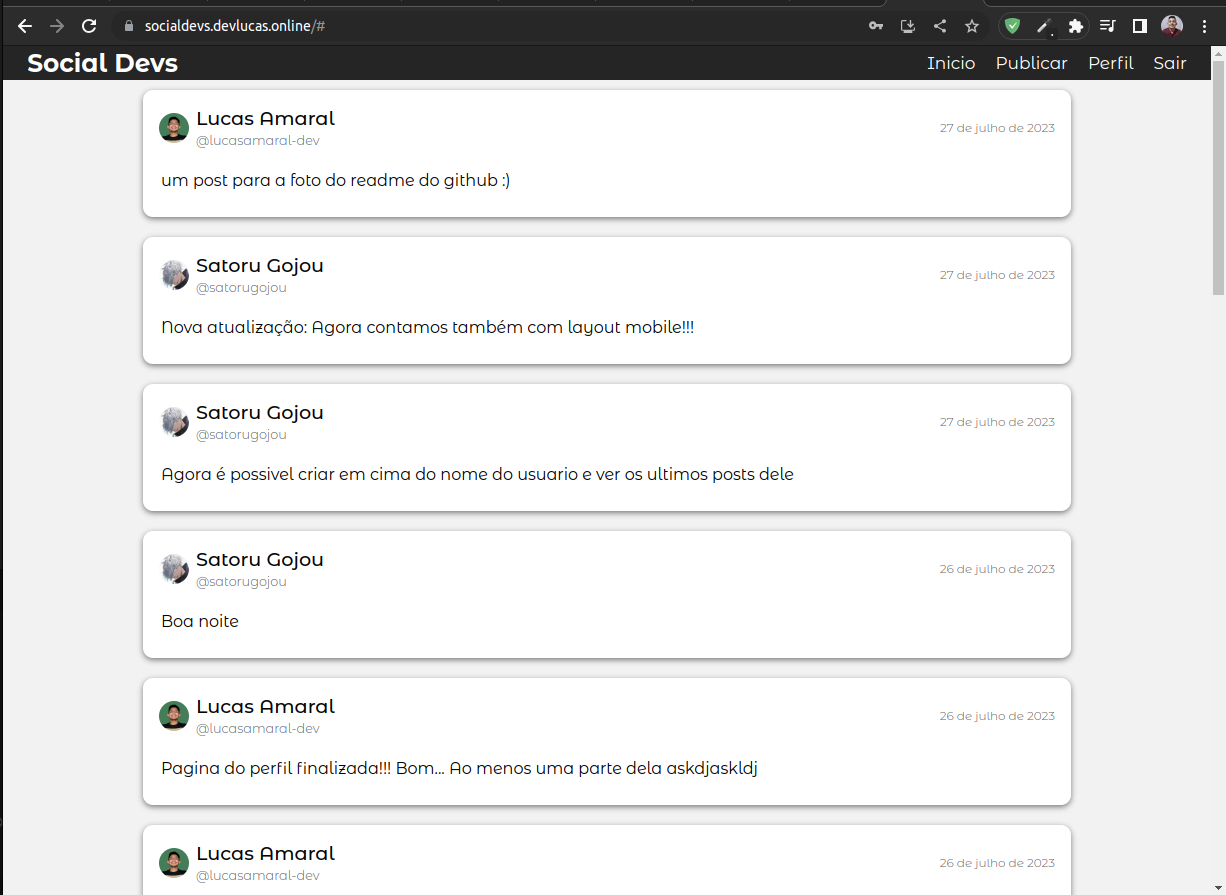 socialdevs.devlucas.online/#
Social Devs
Inicio Publicar Perfil Sair
Lucas Amaral
@lucasamaral-dev
27 de julho de 2023
um post para a foto do readme do github :)
Satoru Gojou
@satorugojou
27 de julho de 2023
Nova atualização: Agora contamos também com layout mobile!!!
Satoru Gojou
@satorugojou
27 de julho de 2023
Agora é possivel criar em cima do nome do usuario e ver os ultimos posts dele
Satoru Gojou
@satorugojou
26 de julho de 2023
Boa noite
Lucas Amaral
@lucasamaral-dev
26 de julho de 2023
Pagina do perfil finalizada!!! Bom... Ao menos uma parte dela askdjaskldj
Lucas Amaral
@lucasamaral-dev
26 de julho de 2023